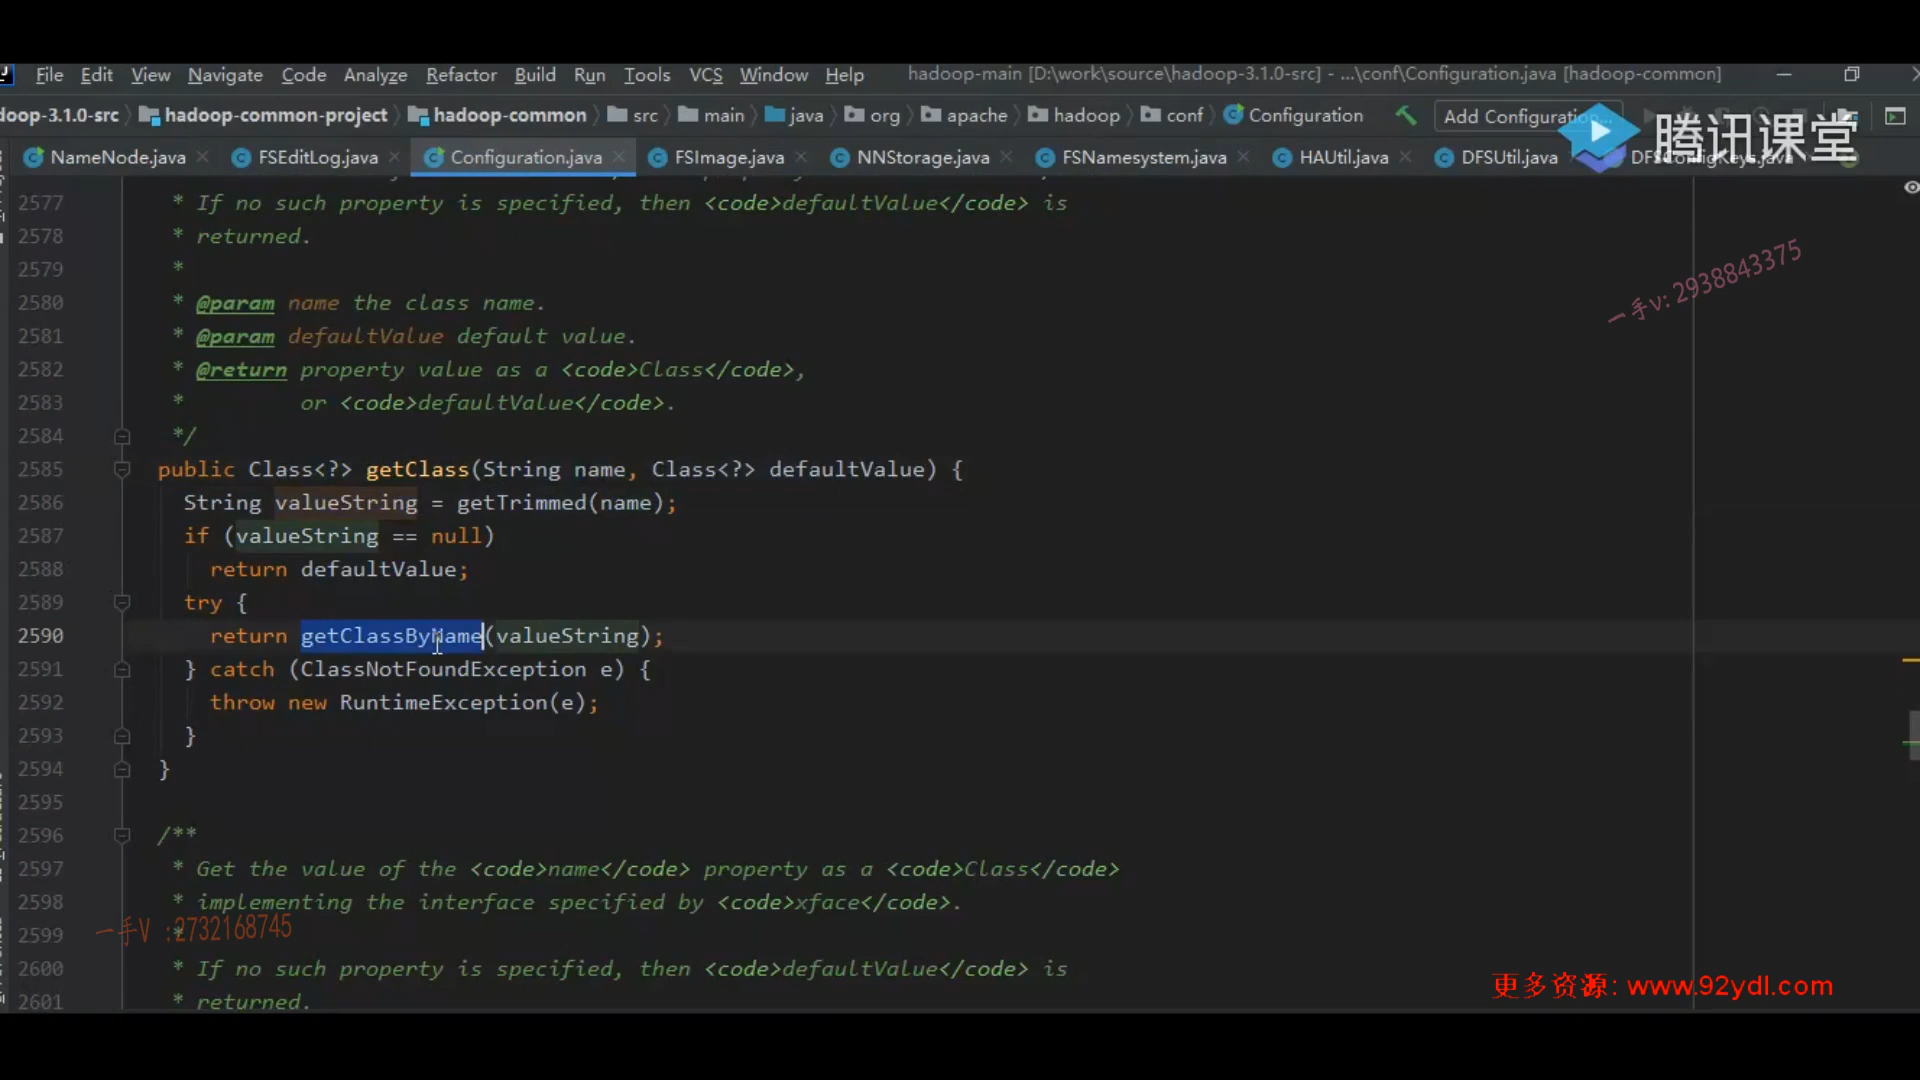 File Edit View Navigate Code Analyze Refactor Build Run Tools VCS Window Help hadoop-main [D:\work\source\hadoop-3.1.0-src] - ...\conf\Configuration.java [hadoop-common]
doop-3.1.0-src hadoop-common-project hadoop-common src main java org apache hadoop conf Configuration Add Configuration...
NameNode.java FSEditLog.java Configuration.java FSImage.java NNStorage.java FSNamesystem.java HAUtil.java DFSUtil.java DFSConfigKeys.java
腾讯课堂
2577 * If no such property is specified, then <code>defaultValue</code> is
2578 * returned.
2579 *
2580 * @param name the class name.
2581 * @param defaultValue default value.
2582 * @return property value as a <code>Class</code>,
2583 * or <code>defaultValue</code>.
2584 */
2585 public Class<?> getClass(String name, Class<?> defaultValue) {
2586 String valueString = getTrimmed(name);
2587 if (valueString == null)
2588 return defaultValue;
2589 try {
2590 return getClassByName(valueString);
2591 } catch (ClassNotFoundException e) {
2592 throw new RuntimeException(e);
2593 }
2594 }
2595
2596 /**
2597 * Get the value of the <code>name</code> property as a <code>Class</code>
2598 * implementing the interface specified by <code>xface</code>.
2599 *
2600 * If no such property is specified, then <code>defaultValue</code> is
2601 * returned.
一手v: 2938843375
一手V :2732168745
更多资源: www.92ydl.com